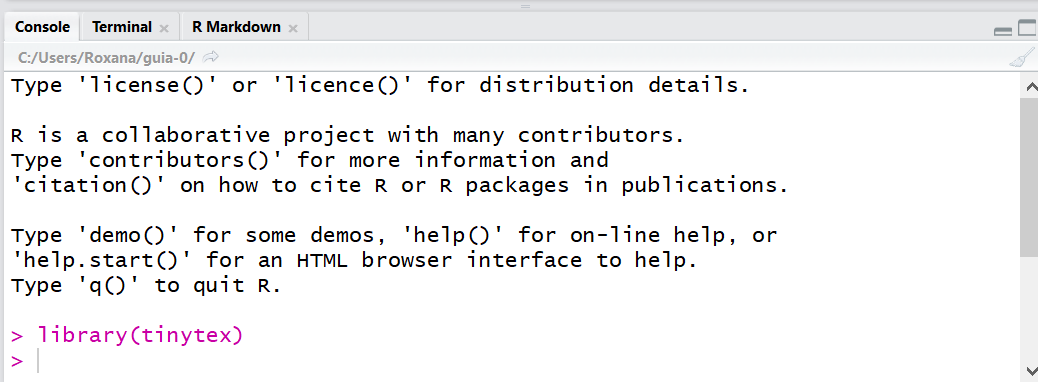 Console Terminal R Markdown
C:/Users/Roxana/guia-0/
Type 'license()' or 'licence()' for distribution details.
R is a collaborative project with many contributors.
Type 'contributors()' for more information and
'citation()' on how to cite R or R packages in publications.
Type 'demo()' for some demos, 'help()' for on-line help, or
'help.start()' for an HTML browser interface to help.
Type 'q()' to quit R.
> library(tinytex)
>